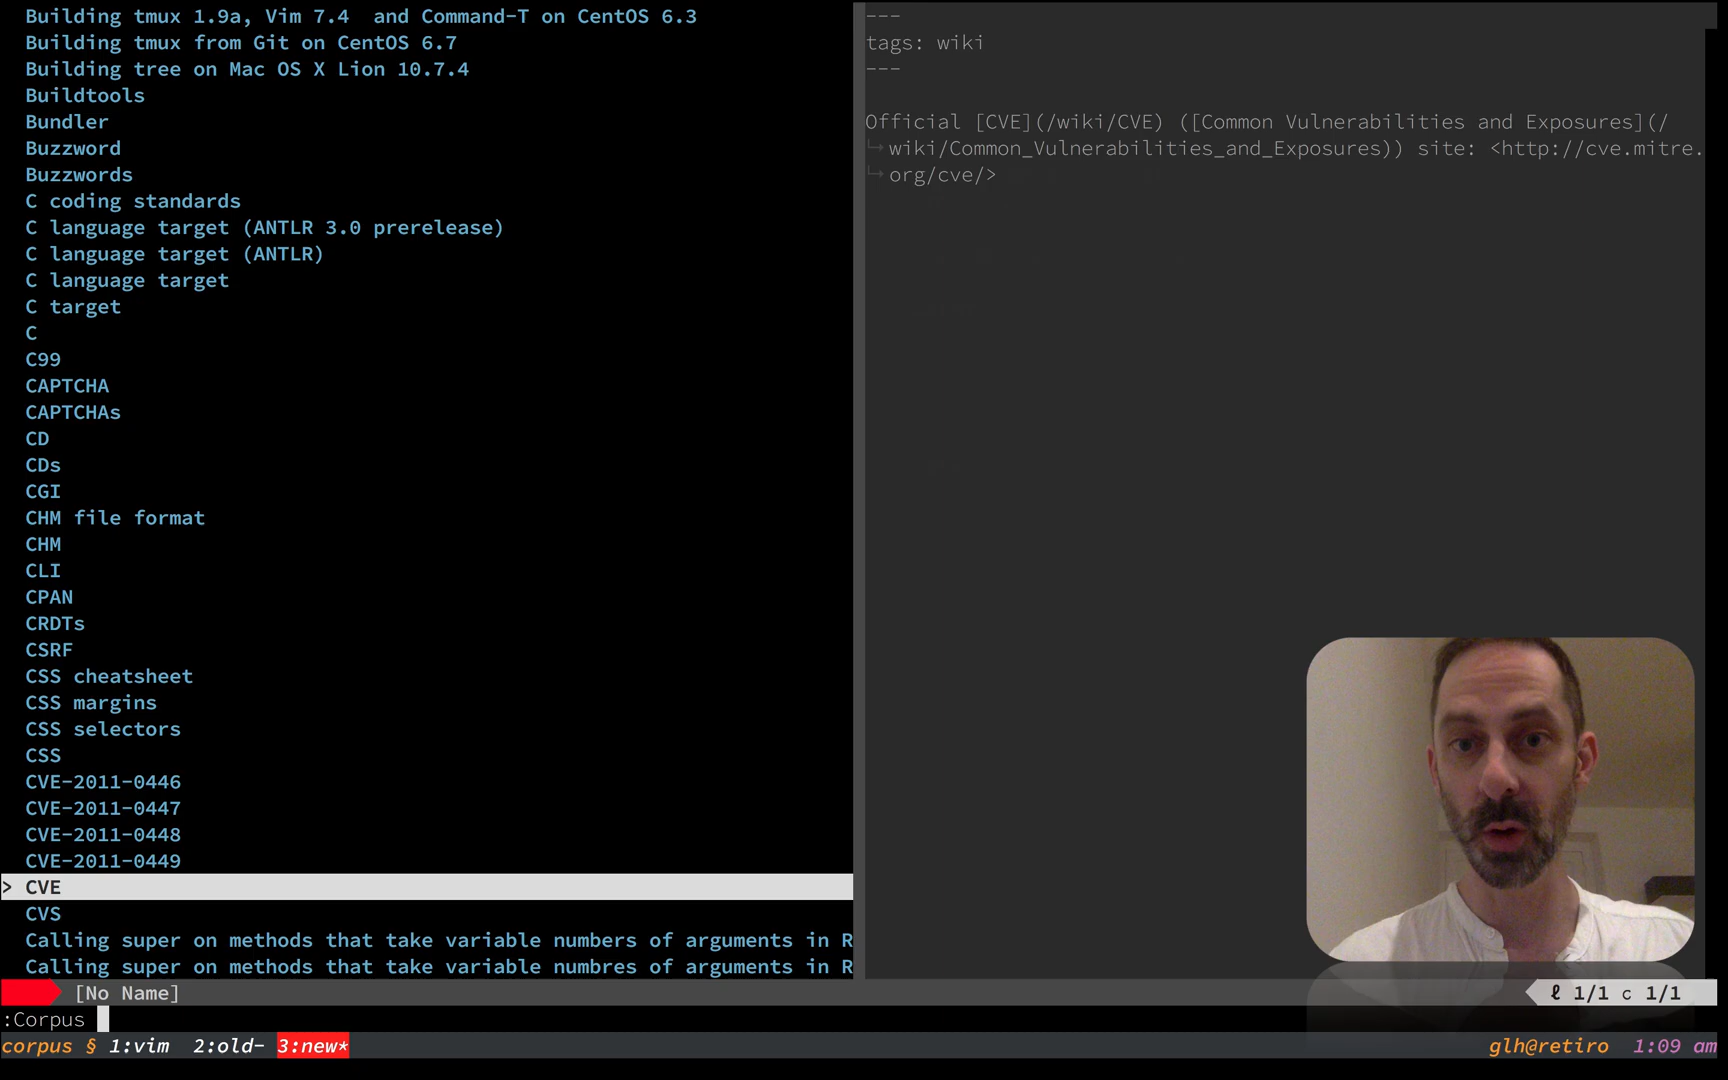 Building tmux 1.9a, Vim 7.4  and Command-T on CentOS 6.3
Building tmux from Git on CentOS 6.7
Building tree on Mac OS X Lion 10.7.4
Buildtools
Bundler
Buzzword
Buzzwords
C coding standards
C language target (ANTLR 3.0 prerelease)
C language target (ANTLR)
C language target
C target
C
C99
CAPTCHA
CAPTCHAs
CD
CDs
CGI
CHM file format
CHM
CLI
CPAN
CRDTs
CSRF
CSS cheatsheet
CSS margins
CSS selectors
CSS
CVE-2011-0446
CVE-2011-0447
CVE-2011-0448
CVE-2011-0449
> CVE
CVS
Calling super on methods that take variable numbers of arguments in R
Calling super on methods that take variable numbres of arguments in R
---
tags: wiki
---
Official [CVE](/wiki/CVE) ([Common Vulnerabilities and Exposures](/
wiki/Common_Vulnerabilities_and_Exposures)) site: <http://cve.mitre.
org/cve/>
[No Name]
ℓ 1/1 c 1/1
:Corpus
corpus § 1:vim  2:old- 3:new*
glh@retiro  1:09 am